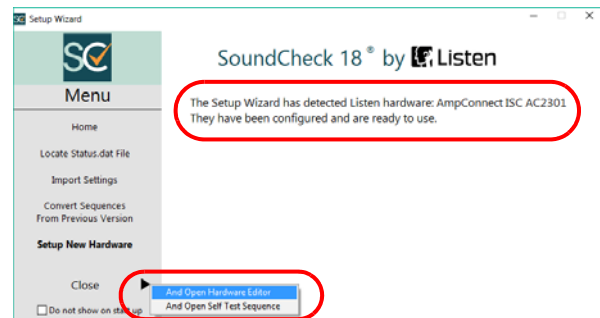 SC Setup Wizard
SC
Menu
Home
Locate Status.dat File
Import Settings
Convert Sequences
From Previous Version
Setup New Hardware
Close
Do not show on start up
SoundCheck 18® by Listen
The Setup Wizard has detected Listen hardware: AmpConnect ISC AC2301
They have been configured and are ready to use.
And Open Hardware Editor
And Open Self Test Sequence